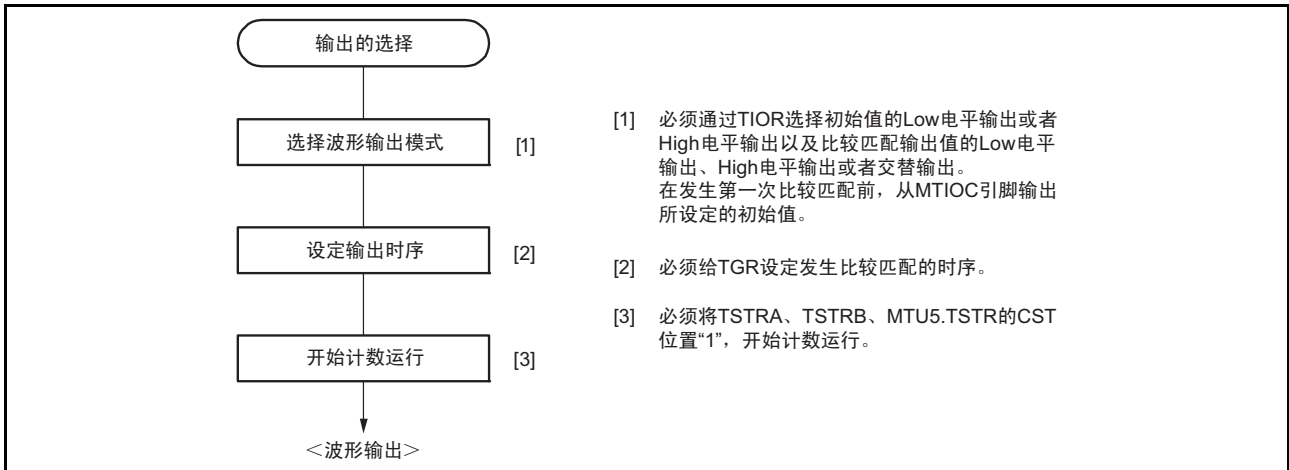 输出的选择
选择波形输出模式 [1]
设定输出时序 [2]
开始计数运行 [3]
＜波形输出＞
[1] 必须通过TIOR选择初始值的Low电平输出或者
High电平输出以及比较匹配输出值的Low电平
输出、High电平输出或者交替输出。
在发生第一次比较匹配前，从MTIOC引脚输出
所设定的初始值。
[2] 必须给TGR设定发生比较匹配的时序。
[3] 必须将TSTRA、TSTRB、MTU5.TSTR的CST
位置“1”，开始计数运行。